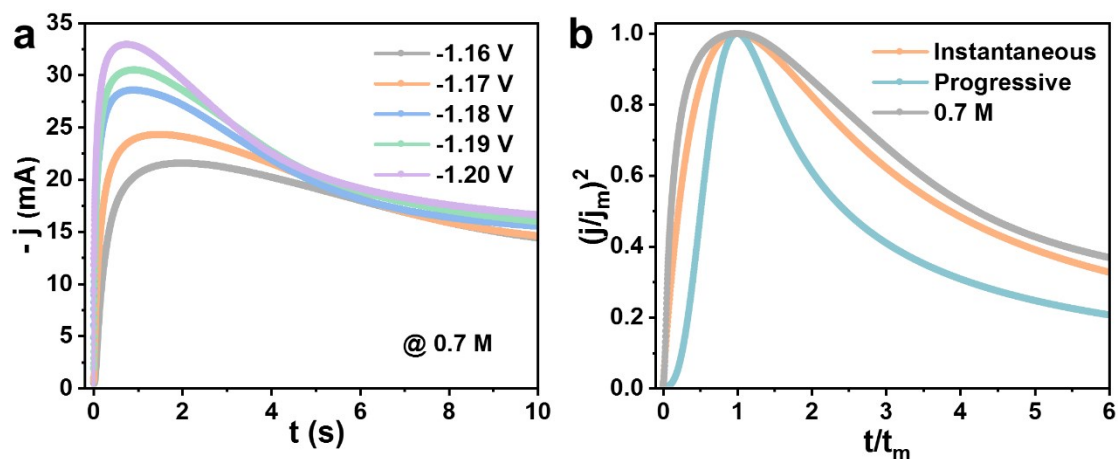 a
35
30
25
20
15
10
5
0
- j (mA)
-1.16 V
-1.17 V
-1.18 V
-1.19 V
-1.20 V
@ 0.7 M
0 2 4 6 8 10
t (s)
b
1.0
0.8
0.6
0.4
0.2
0.0
(j/jm)2
Instantaneous
Progressive
0.7 M
0 1 2 3 4 5 6
t/tm